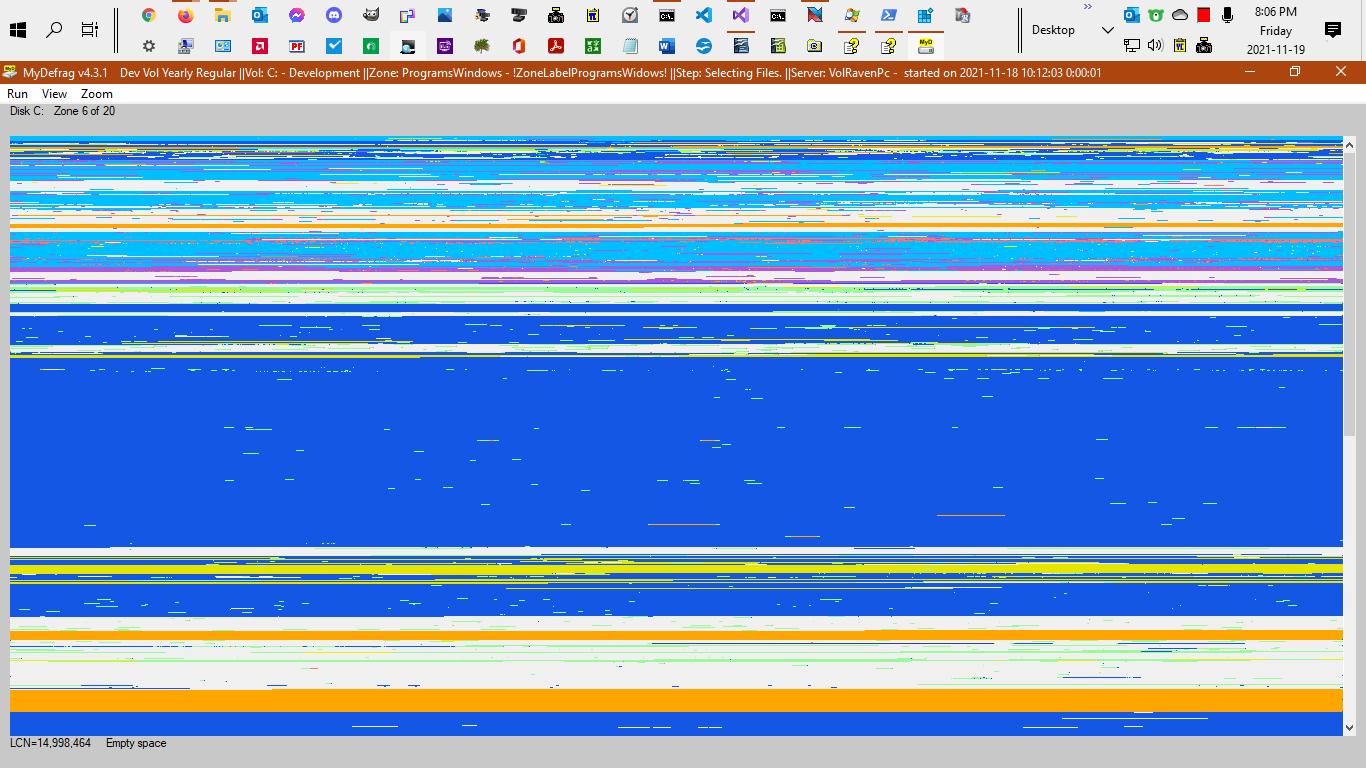 8:06 PM
Desktop
Friday
2021-11-19
MyDefrag v4.3.1 Dev Vol Yearly Regular ||Vol: C: - Development ||Zone: ProgramsWindows - !ZoneLabelProgramsWidows! ||Step: Selecting Files. ||Server: VolRavenPc - started on 2021-11-18 10:12:03 0:00:01
Run View Zoom
Disk C: Zone 6 of 20
LCN=14,998,464 Empty space